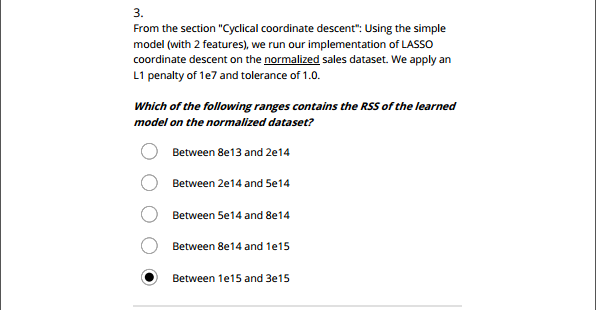 3.
From the section "Cyclical coordinate descent": Using the simple
model (with 2 features), we run our implementation of LASSO
coordinate descent on the normalized sales dataset. We apply an
L1 penalty of 1e7 and tolerance of 1.0.
Which of the following ranges contains the RSS of the learned
model on the normalized dataset?
Between 8e13 and 2e14
Between 2e14 and 5e14
Between 5e14 and 8e14
Between 8e14 and 1e15
Between 1e15 and 3e15